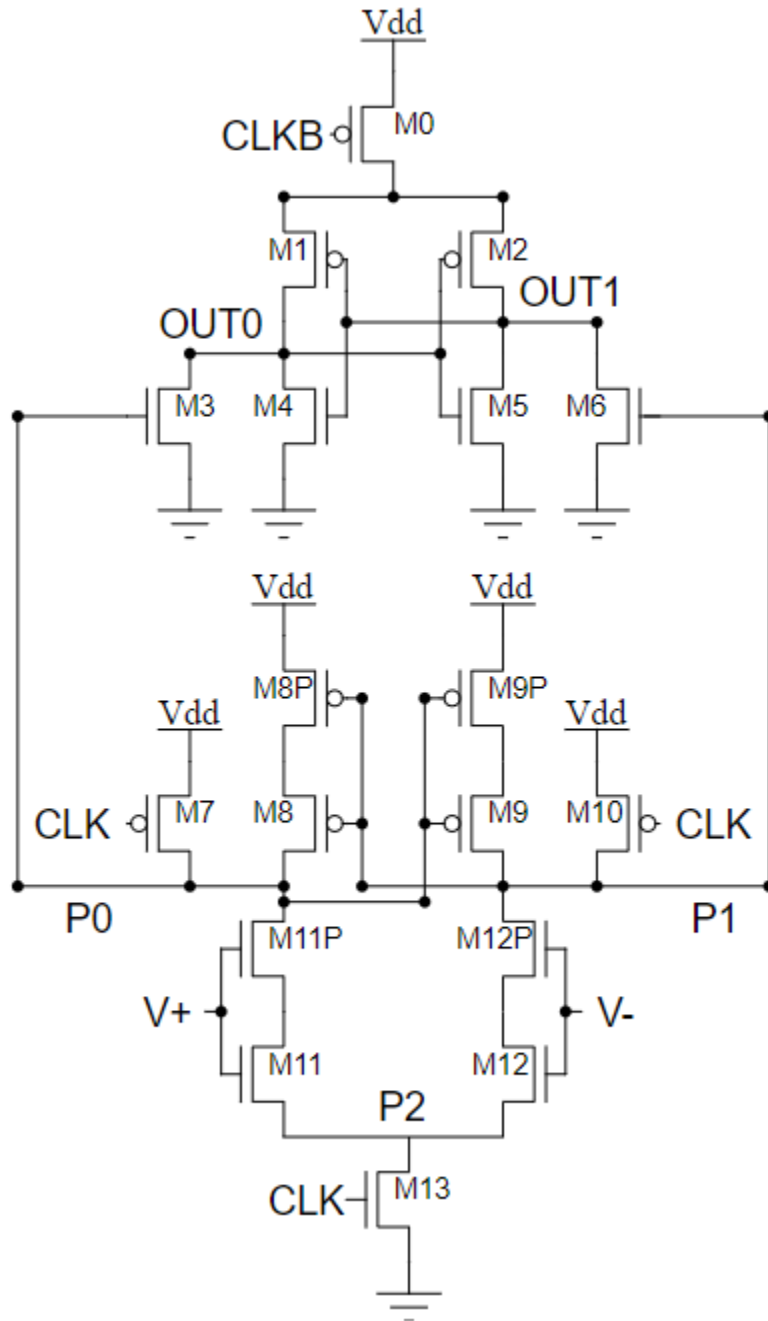 Vdd
CLKB
M0
M1
M2
OUT0
OUT1
M3
M4
M5
M6
Vdd
Vdd
M8P
M9P
Vdd
Vdd
CLK
M7
M8
M9
M10
CLK
P0
P1
M11P
M12P
V+
V-
M11
M12
P2
CLK
M13